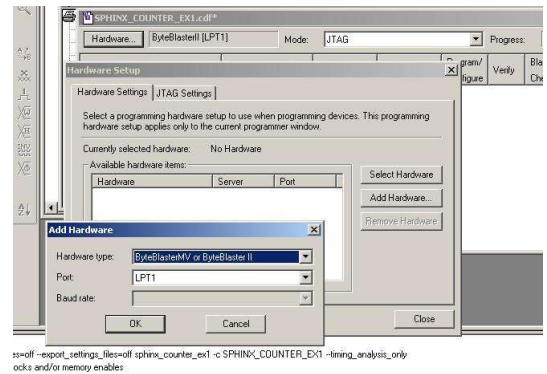 SPHINX_COUNTER_EX1.cdf*
Hardware... ByteBlasterII [LPT1] Mode: JTAG Progress:
Program/ Verify
Hardware Setup
Hardware Settings JTAG Settings
Select a programming hardware setup to use when programming devices. This programming
hardware setup applies only to the current programmer window.
Currently selected hardware: No Hardware
Available hardware items:
Hardware Server Port
Select Hardware
Add Hardware...
Remove Hardware
Add Hardware
Hardware type: ByteBlasterMV or ByteBlaster II
Port: LPT1
Baud rate:
OK Cancel
Close
es=off --export_settings_files=off sphinx_counter_ex1 -c SPHINX_COUNTER_EX1 --timing_analysis_only
ocks and/or memory enables